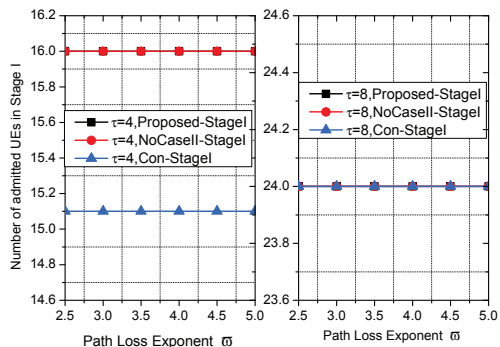 Number of admitted UEs in Stage I
16.0
15.8
15.6
15.4
15.2
15.0
14.8
14.6
τ=4,Proposed-StageI
τ=4,NoCaseII-StageI
τ=4,Con-StageI
2.5 3.0 3.5 4.0 4.5 5.0
Path Loss Exponent ϖ
24.6
24.4
24.2
24.0
23.8
23.6
τ=8,Proposed-StageI
τ=8,NoCaseII-StageI
τ=8,Con-StageI
2.5 3.0 3.5 4.0 4.5 5.0
Path Loss Exponent ϖ